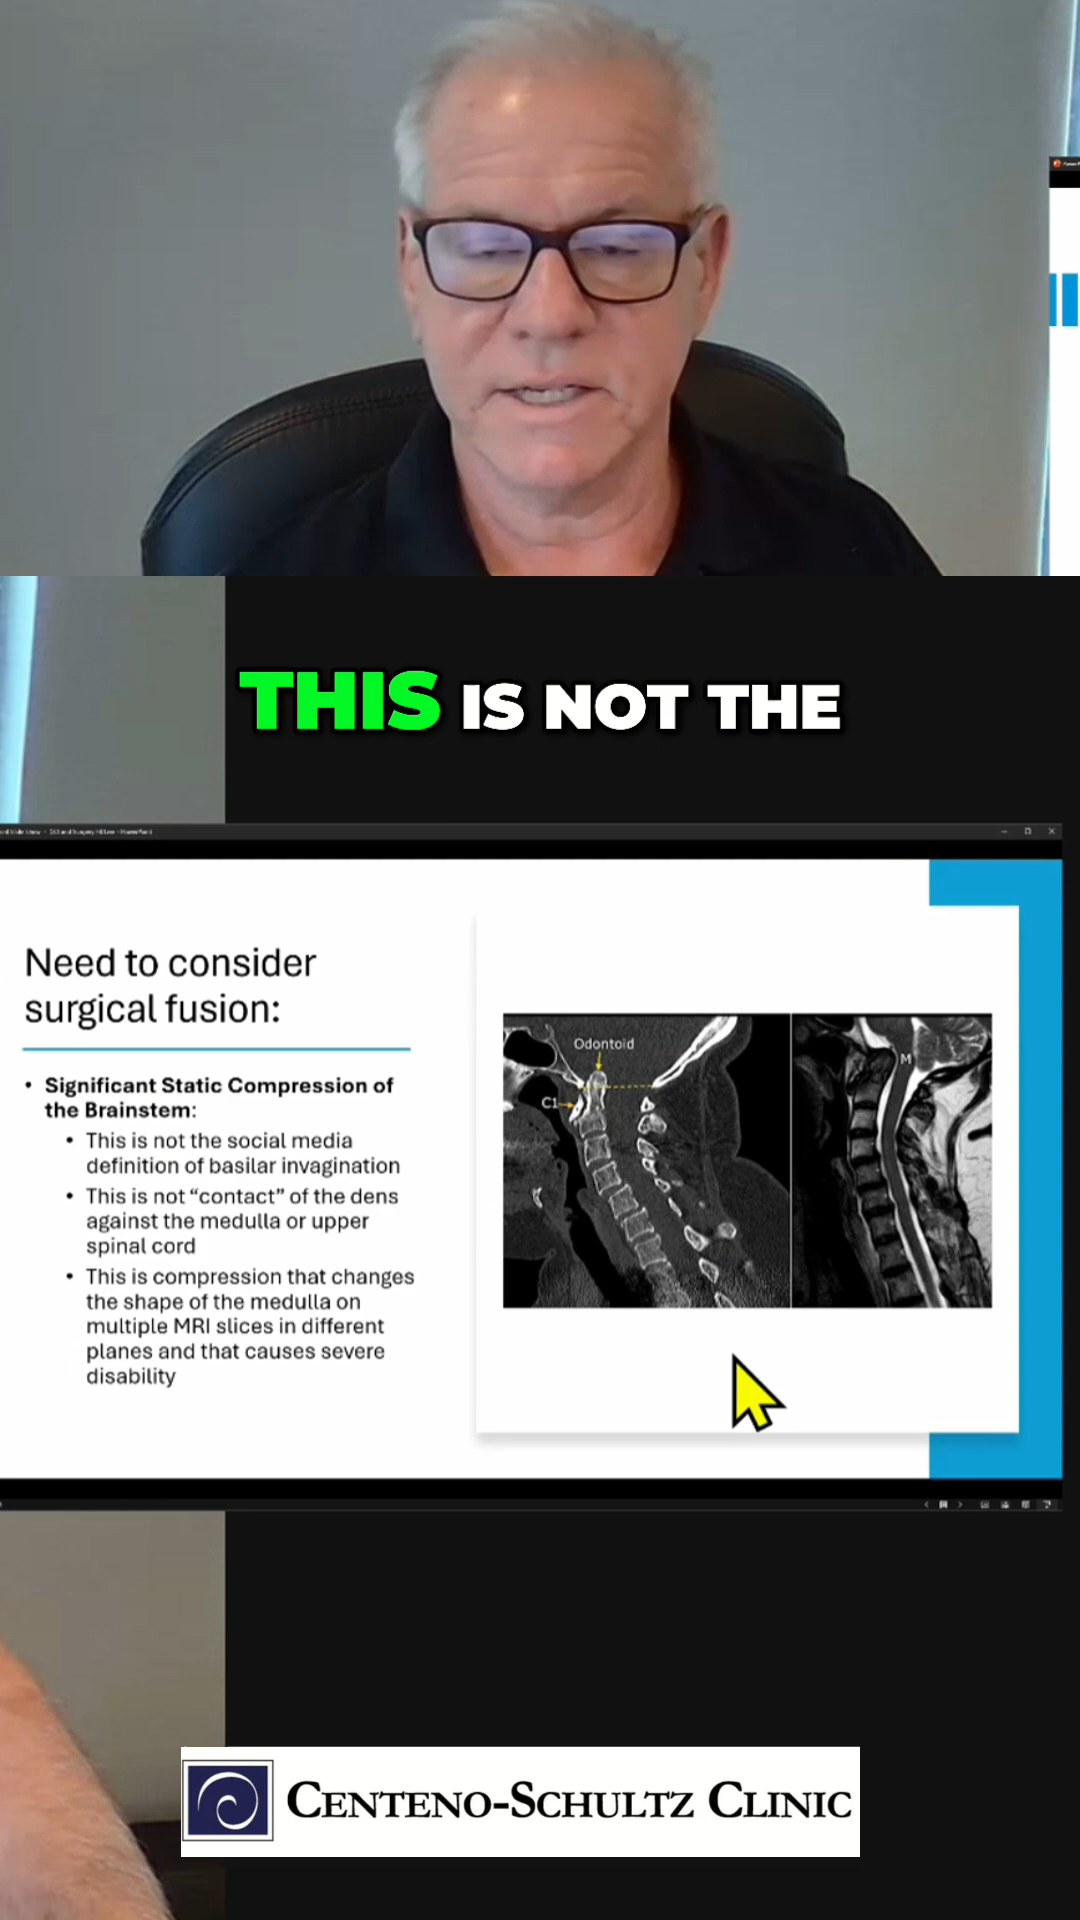 THIS IS NOT THE
Need to consider
surgical fusion:
• Significant Static Compression of
the Brainstem:
• This is not the social media
definition of basilar invagination
• This is not “contact” of the dens
against the medulla or upper
spinal cord
• This is compression that changes
the shape of the medulla on
multiple MRI slices in different
planes and that causes severe
disability
Odontoid
C1
M
CENTENO-SCHULTZ CLINIC